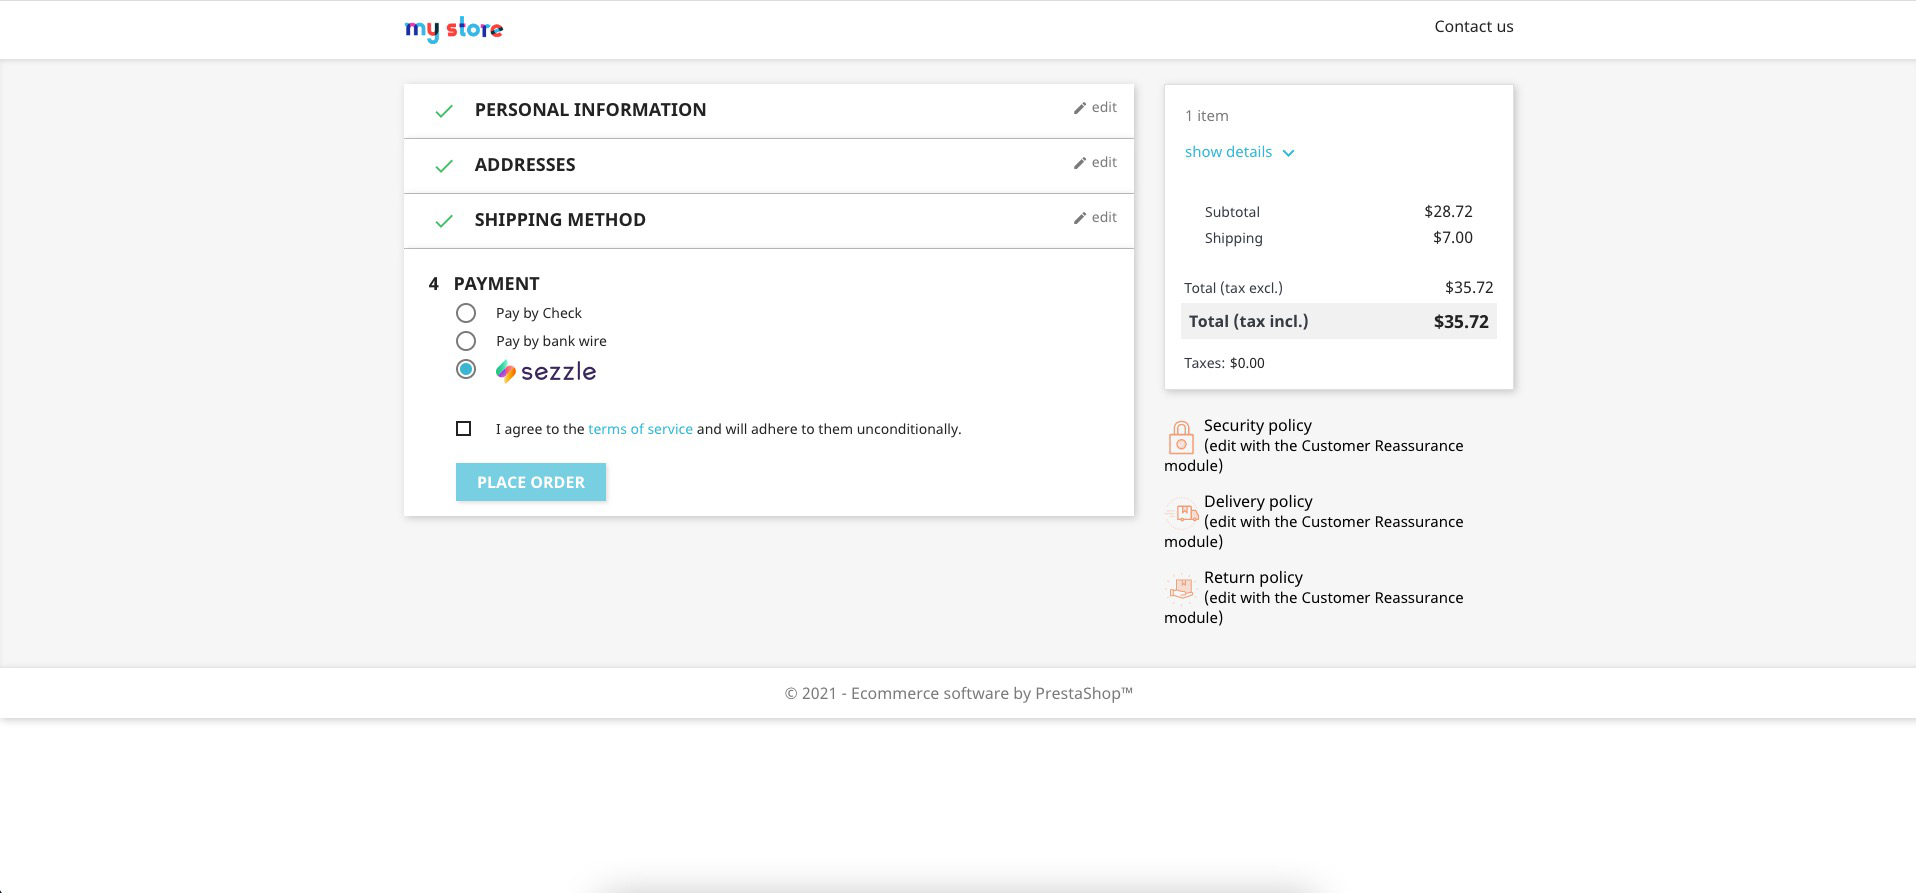 my store
Contact us
PERSONAL INFORMATION
edit
ADDRESSES
edit
SHIPPING METHOD
edit
4 PAYMENT
Pay by Check
Pay by bank wire
sezzle
I agree to the terms of service and will adhere to them unconditionally.
PLACE ORDER
1 item
show details
Subtotal $28.72
Shipping $7.00
Total (tax excl.) $35.72
Total (tax incl.) $35.72
Taxes: $0.00
Security policy
(edit with the Customer Reassurance
module)
Delivery policy
(edit with the Customer Reassurance
module)
Return policy
(edit with the Customer Reassurance
module)
© 2021 - Ecommerce software by PrestaShop™